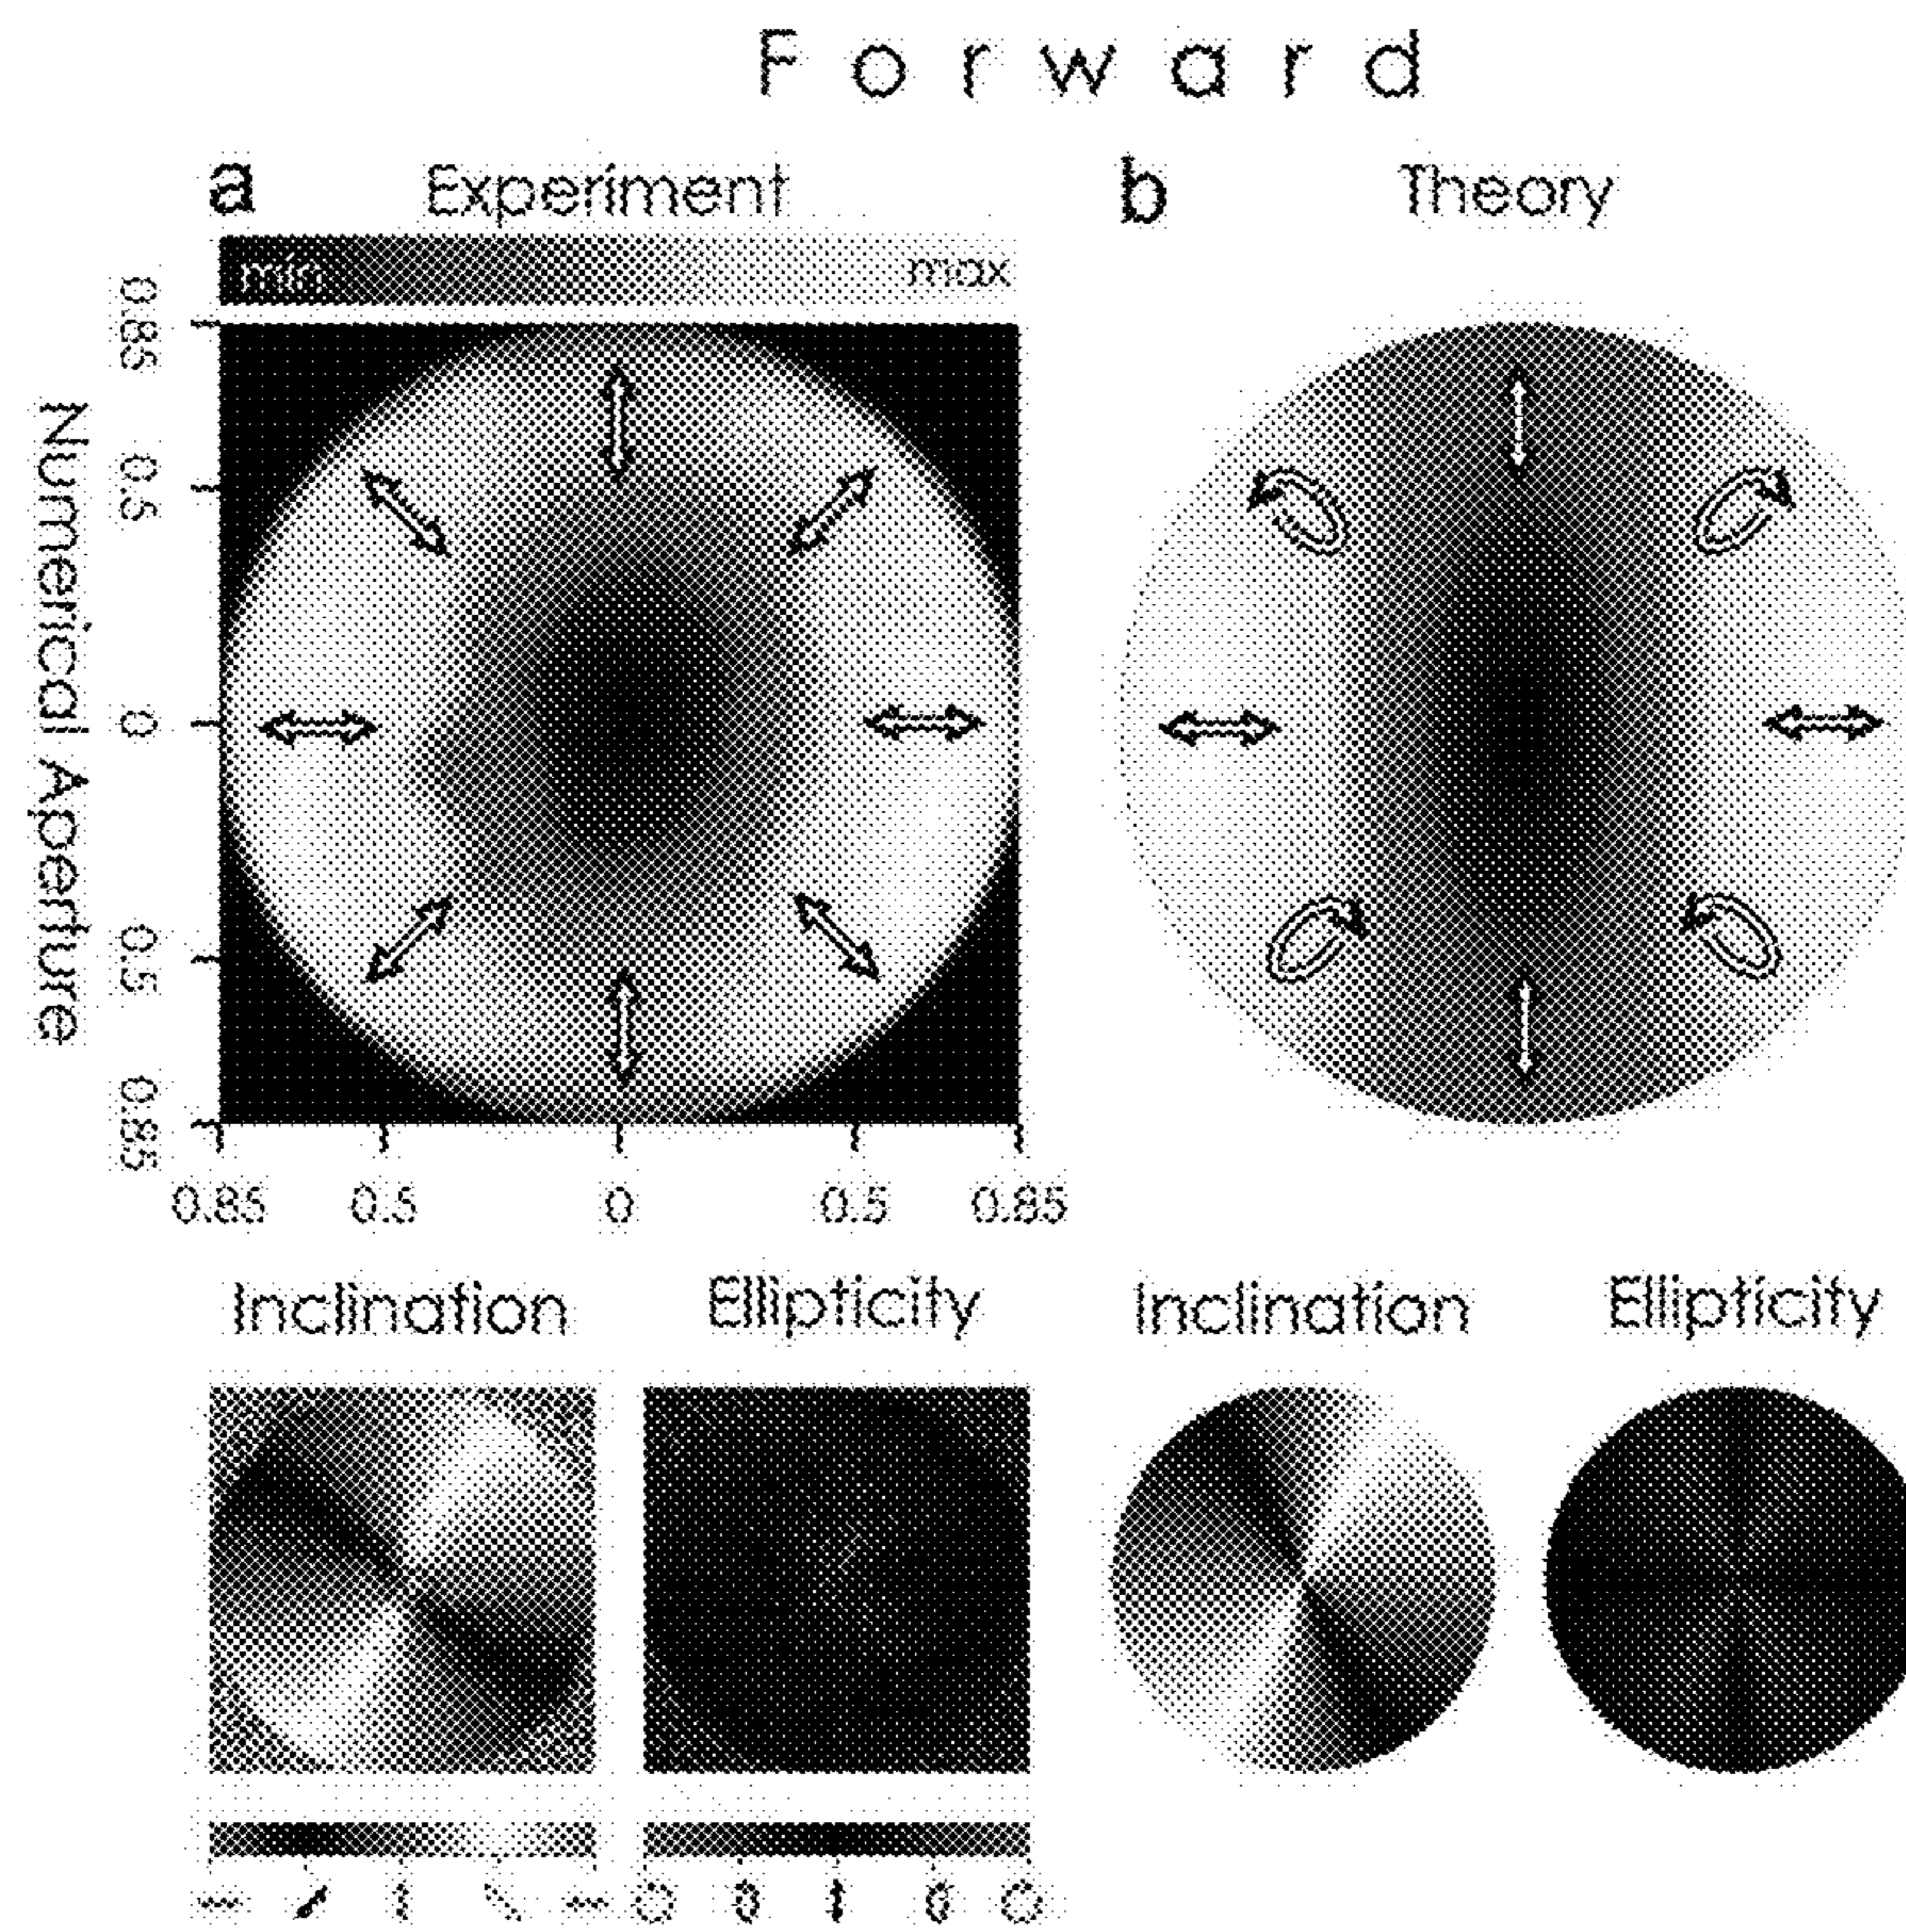 Forward
a Experiment
b Theory
min max
Numerical Aperture
0.85
0.5
0
0.5
0.85
0.85 0.5 0 0.5 0.85
Inclination Ellipticity Inclination Ellipticity